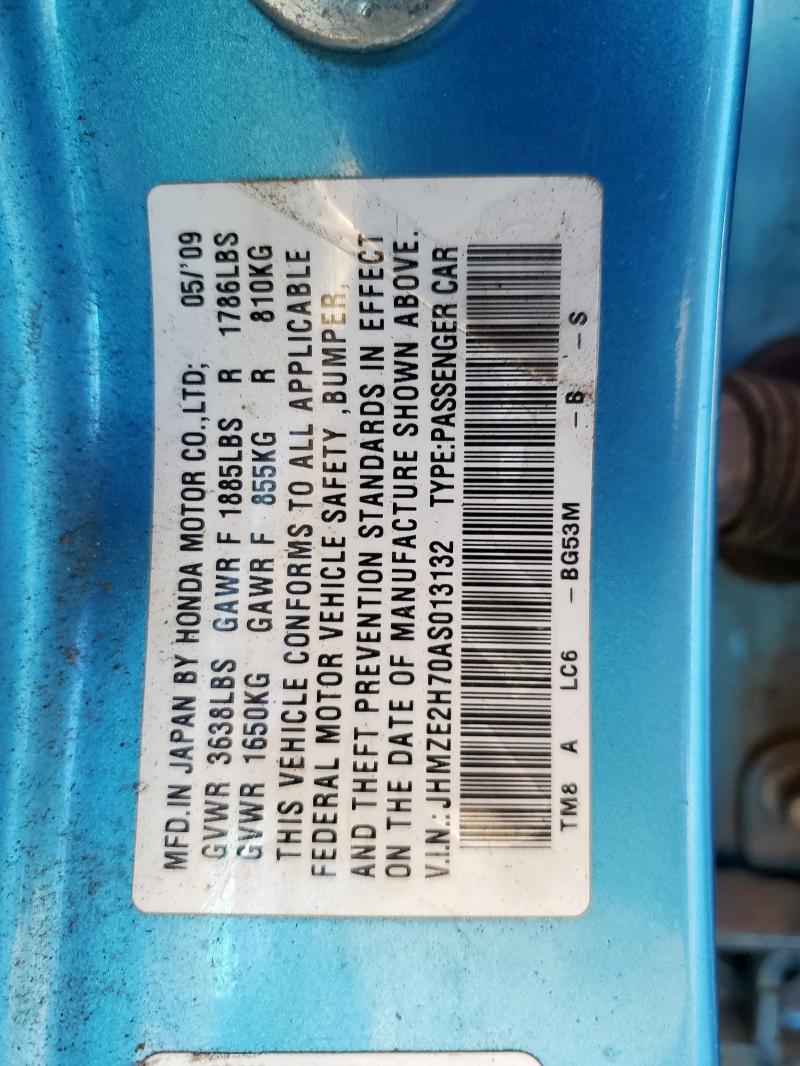 MFD.IN JAPAN BY HONDA MOTOR CO.,LTD; 05/'09
GVWR 3638LBS GAWR F 1885LBS R 1786LBS
GVWR 1650KG GAWR F 855KG R 810KG
THIS VEHICLE CONFORMS TO ALL APPLICABLE
FEDERAL MOTOR VEHICLE SAFETY ,BUMPER,
AND THEFT PREVENTION STANDARDS IN EFFECT
ON THE DATE OF MANUFACTURE SHOWN ABOVE.
V.I.N.: JHMZE2H70AS013132 TYPE:PASSENGER CAR
TM8 A LC6 -BG53M -B -S